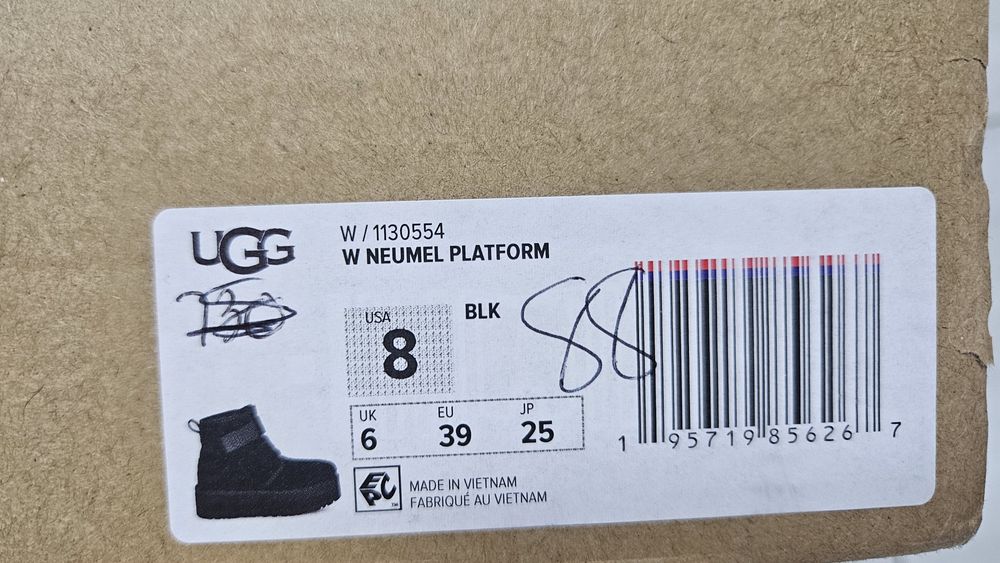 UGG
W / 1130554
W NEUMEL PLATFORM
USA
8
BLK
88
UK EU JP
6 39 25
EPC
MADE IN VIETNAM
FABRIQUÉ AU VIETNAM
1 95719 85626 7